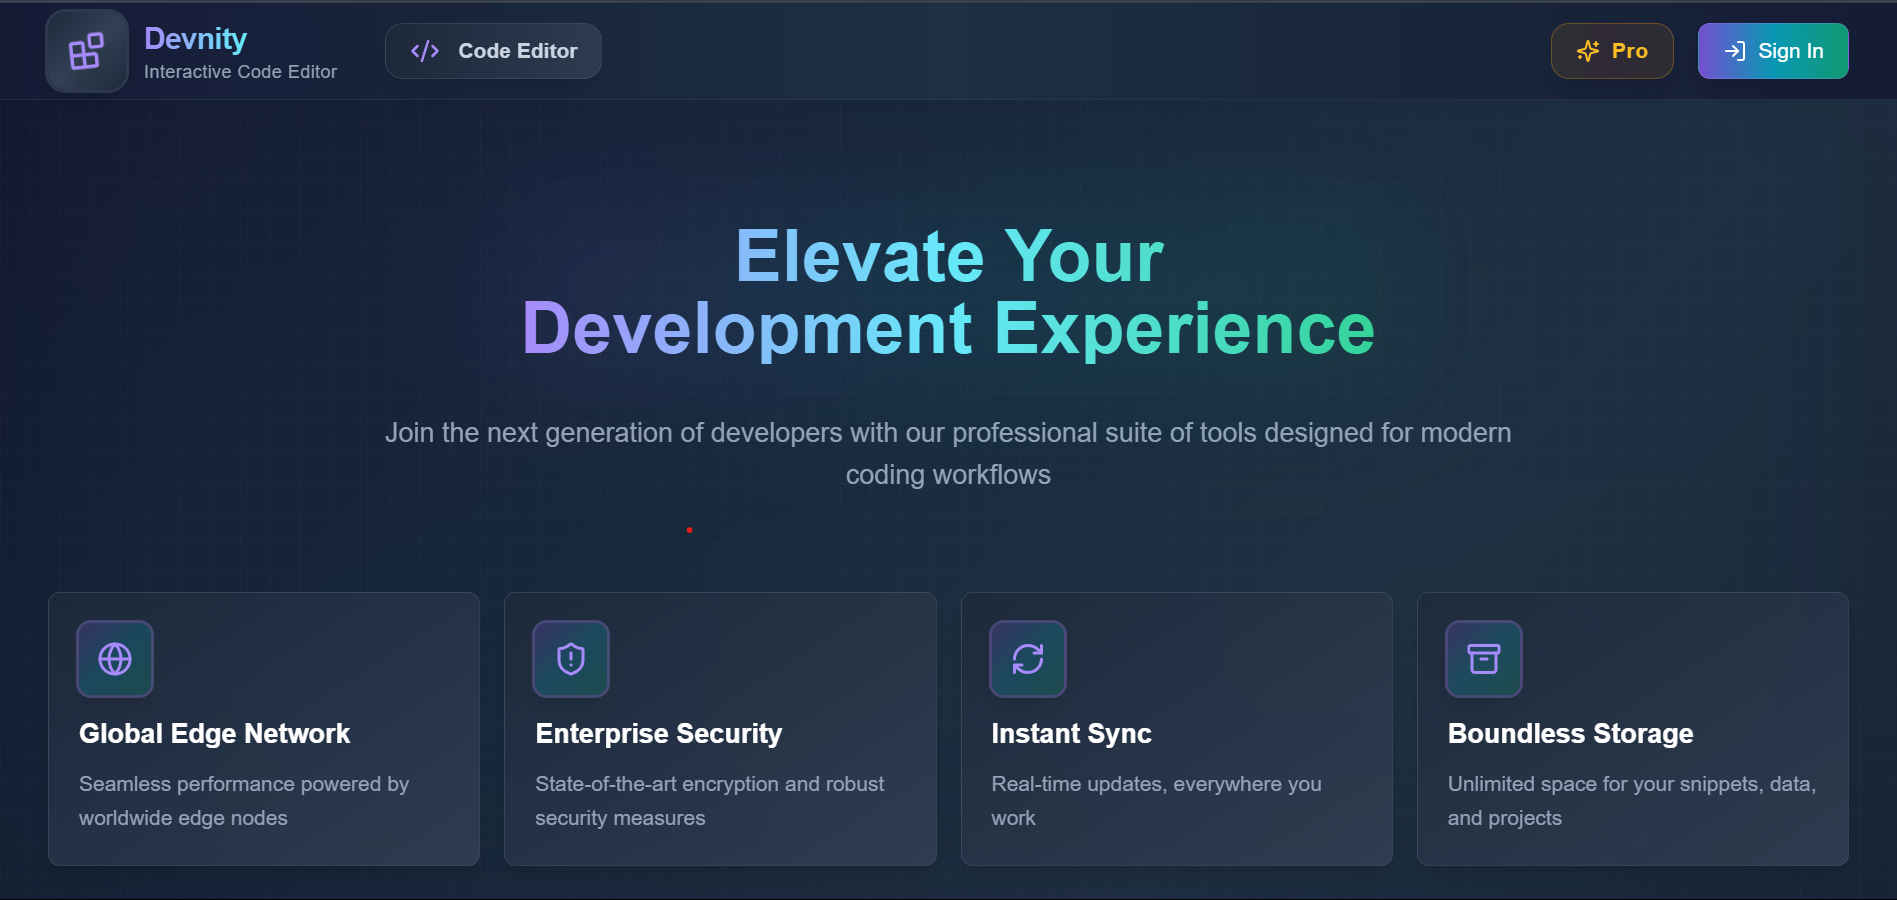 Devnity
Interactive Code Editor
Code Editor
Pro
Sign In
Elevate Your
Development Experience
Join the next generation of developers with our professional suite of tools designed for modern
coding workflows
Global Edge Network
Seamless performance powered by
worldwide edge nodes
Enterprise Security
State-of-the-art encryption and robust
security measures
Instant Sync
Real-time updates, everywhere you
work
Boundless Storage
Unlimited space for your snippets, data,
and projects